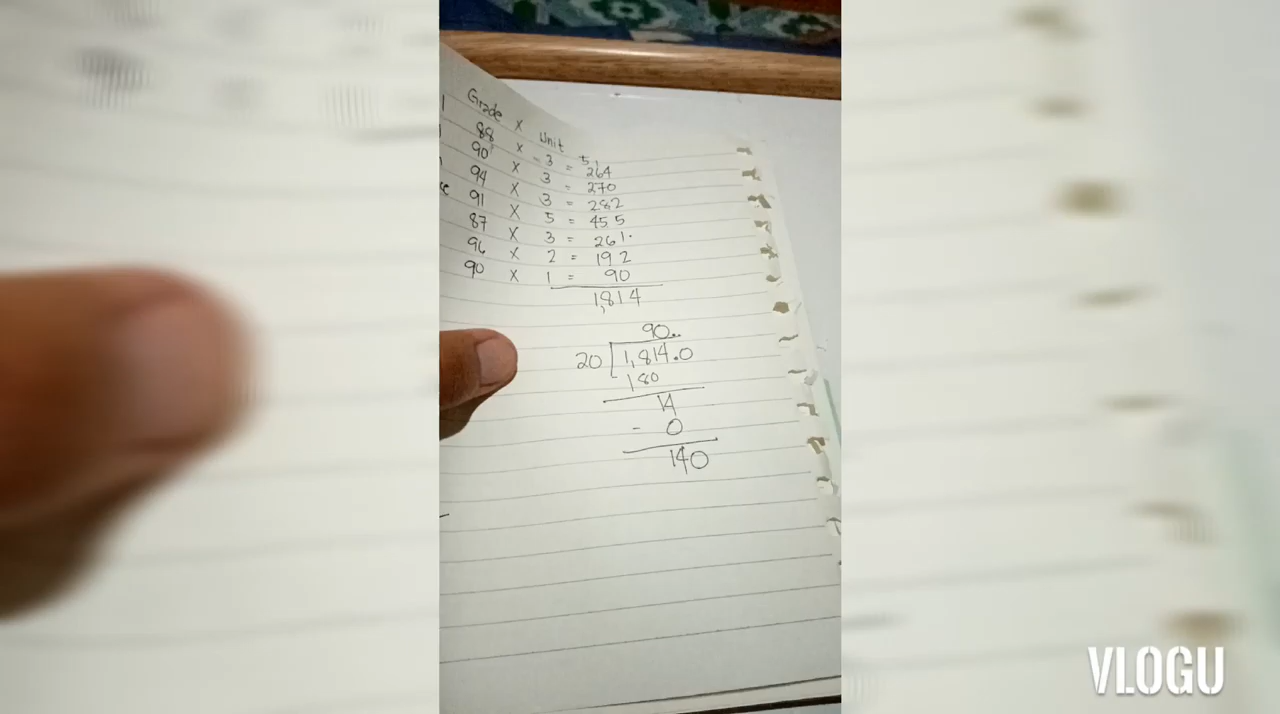 Grade x Unit
88 x 3 = 264
90 x 3 = 270
94 x 3 = 282
91 x 5 = 455
87 x 3 = 261
96 x 2 = 192
90 x 1 = 90
1,814
90.
20 1,814.0
180
14
- 0
140
VLOGU